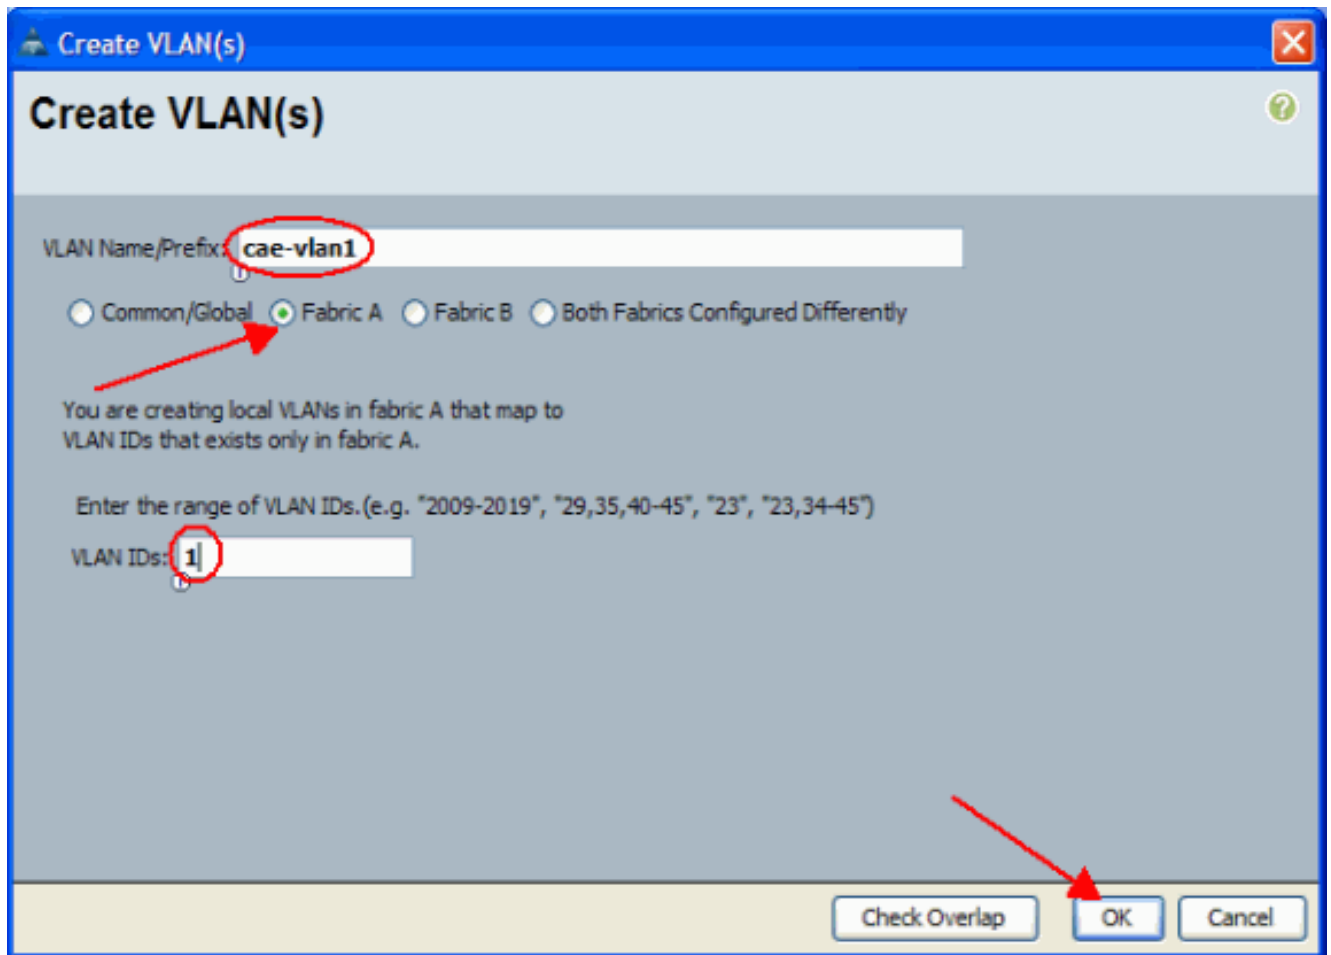 Create VLAN(s)
Create VLAN(s)
VLAN Name/Prefix: cae-vlan1
Common/Global Fabric A Fabric B Both Fabrics Configured Differently
You are creating local VLANs in fabric A that map to
VLAN IDs that exists only in fabric A.
Enter the range of VLAN IDs.(e.g. "2009-2019", "29,35,40-45", "23", "23,34-45")
VLAN IDs: 1
Check Overlap OK Cancel